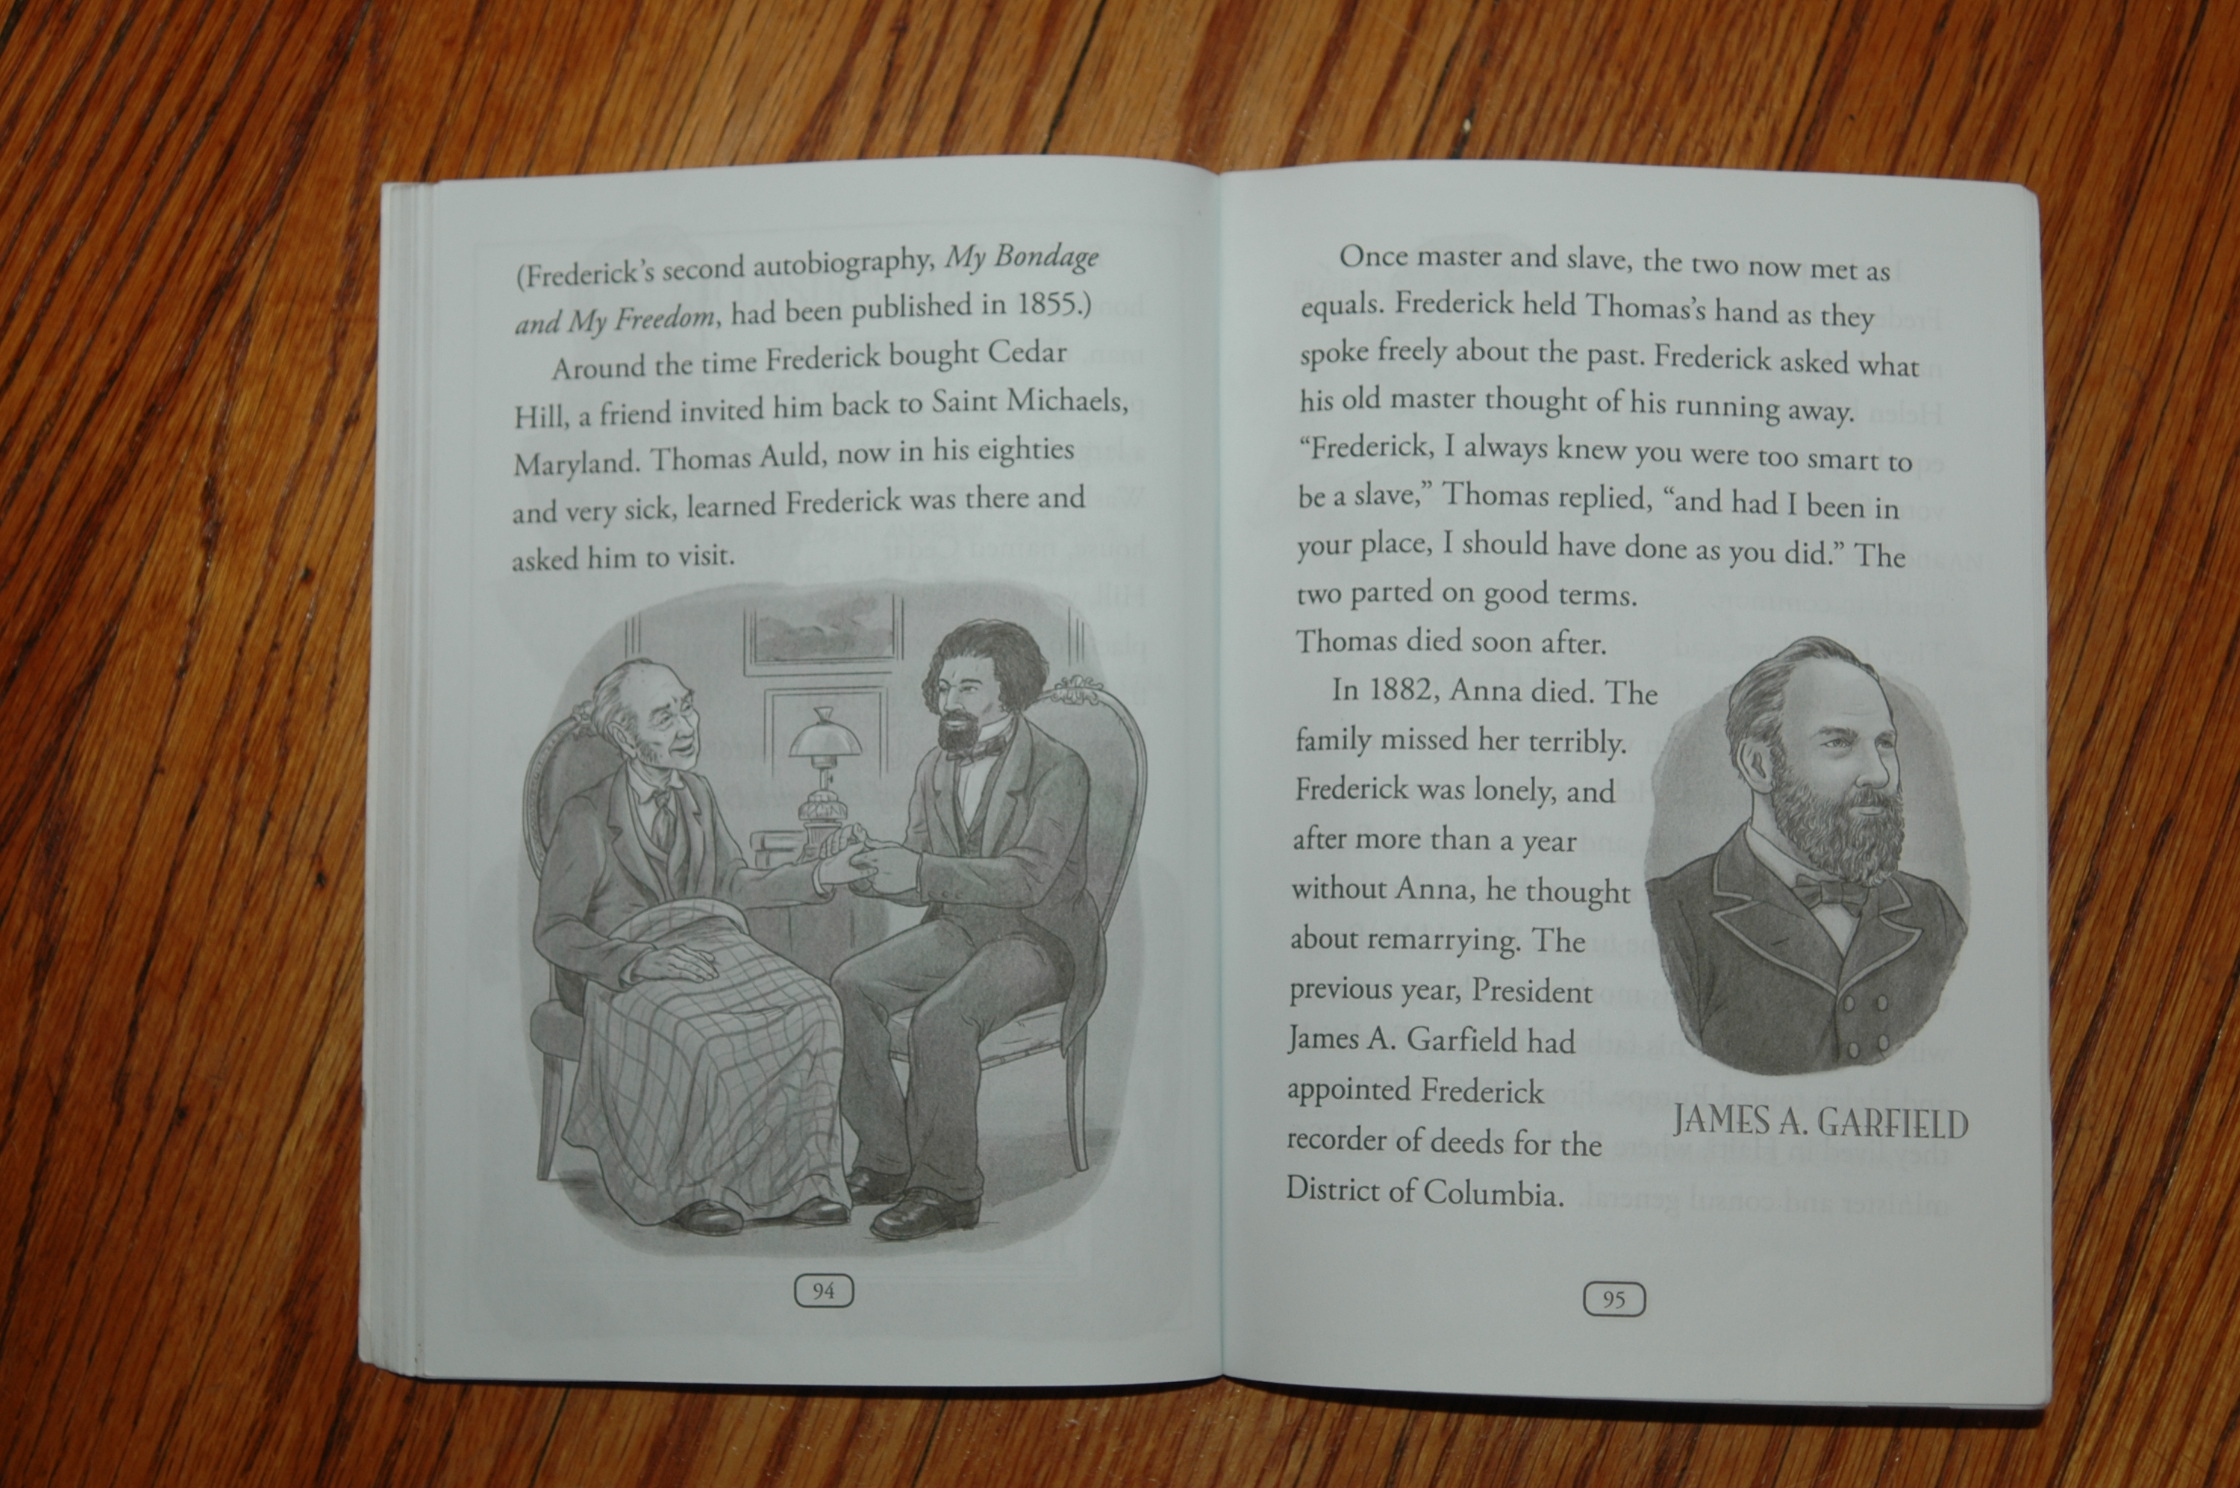 (Frederick's second autobiography, My Bondage
and My Freedom, had been published in 1855.)
Around the time Frederick bought Cedar
Hill, a friend invited him back to Saint Michaels,
Maryland. Thomas Auld, now in his eighties
and very sick, learned Frederick was there and
asked him to visit.
94
Once master and slave, the two now met as
equals. Frederick held Thomas's hand as they
spoke freely about the past. Frederick asked what
his old master thought of his running away.
“Frederick, I always knew you were too smart to
be a slave,” Thomas replied, “and had I been in
your place, I should have done as you did.” The
two parted on good terms.
Thomas died soon after.
In 1882, Anna died. The
family missed her terribly.
Frederick was lonely, and
after more than a year
without Anna, he thought
about remarrying. The
previous year, President
James A. Garfield had
appointed Frederick
recorder of deeds for the
District of Columbia.
JAMES A. GARFIELD
95